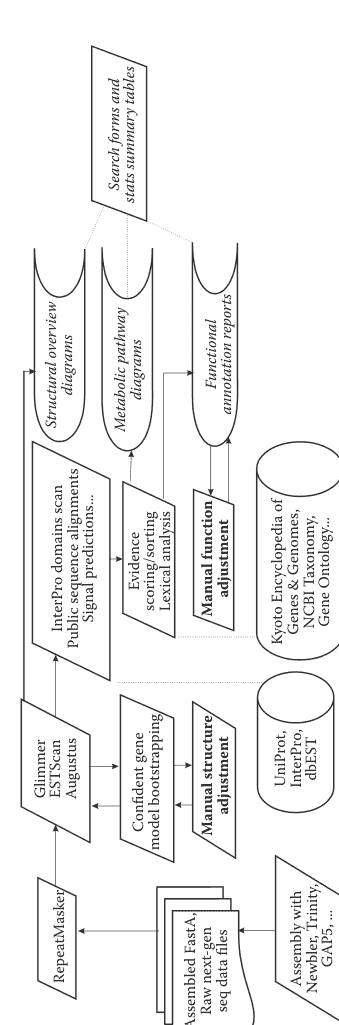 Search forms and
stats summary tables
Structural overview
diagrams
Metabolic pathway
diagrams
Functional
annotation reports
InterPro domains scan
Public sequence alignments
Signal predictions...
Evidence
scoring/sorting
Lexical analysis
Manual function
adjustment
Kyoto Encyclopedia of
Genes & Genomes,
NCBI Taxonomy,
Gene Ontology...
Glimmer
ESTScan
Augustus
Confident gene
model bootstrapping
Manual structure
adjustment
UniProt,
InterPro,
dbEST
RepeatMasker
Assembled FastA,
Raw next-gen
seq data files
Assembly with
Newbler, Trinity,
GAP5, ...